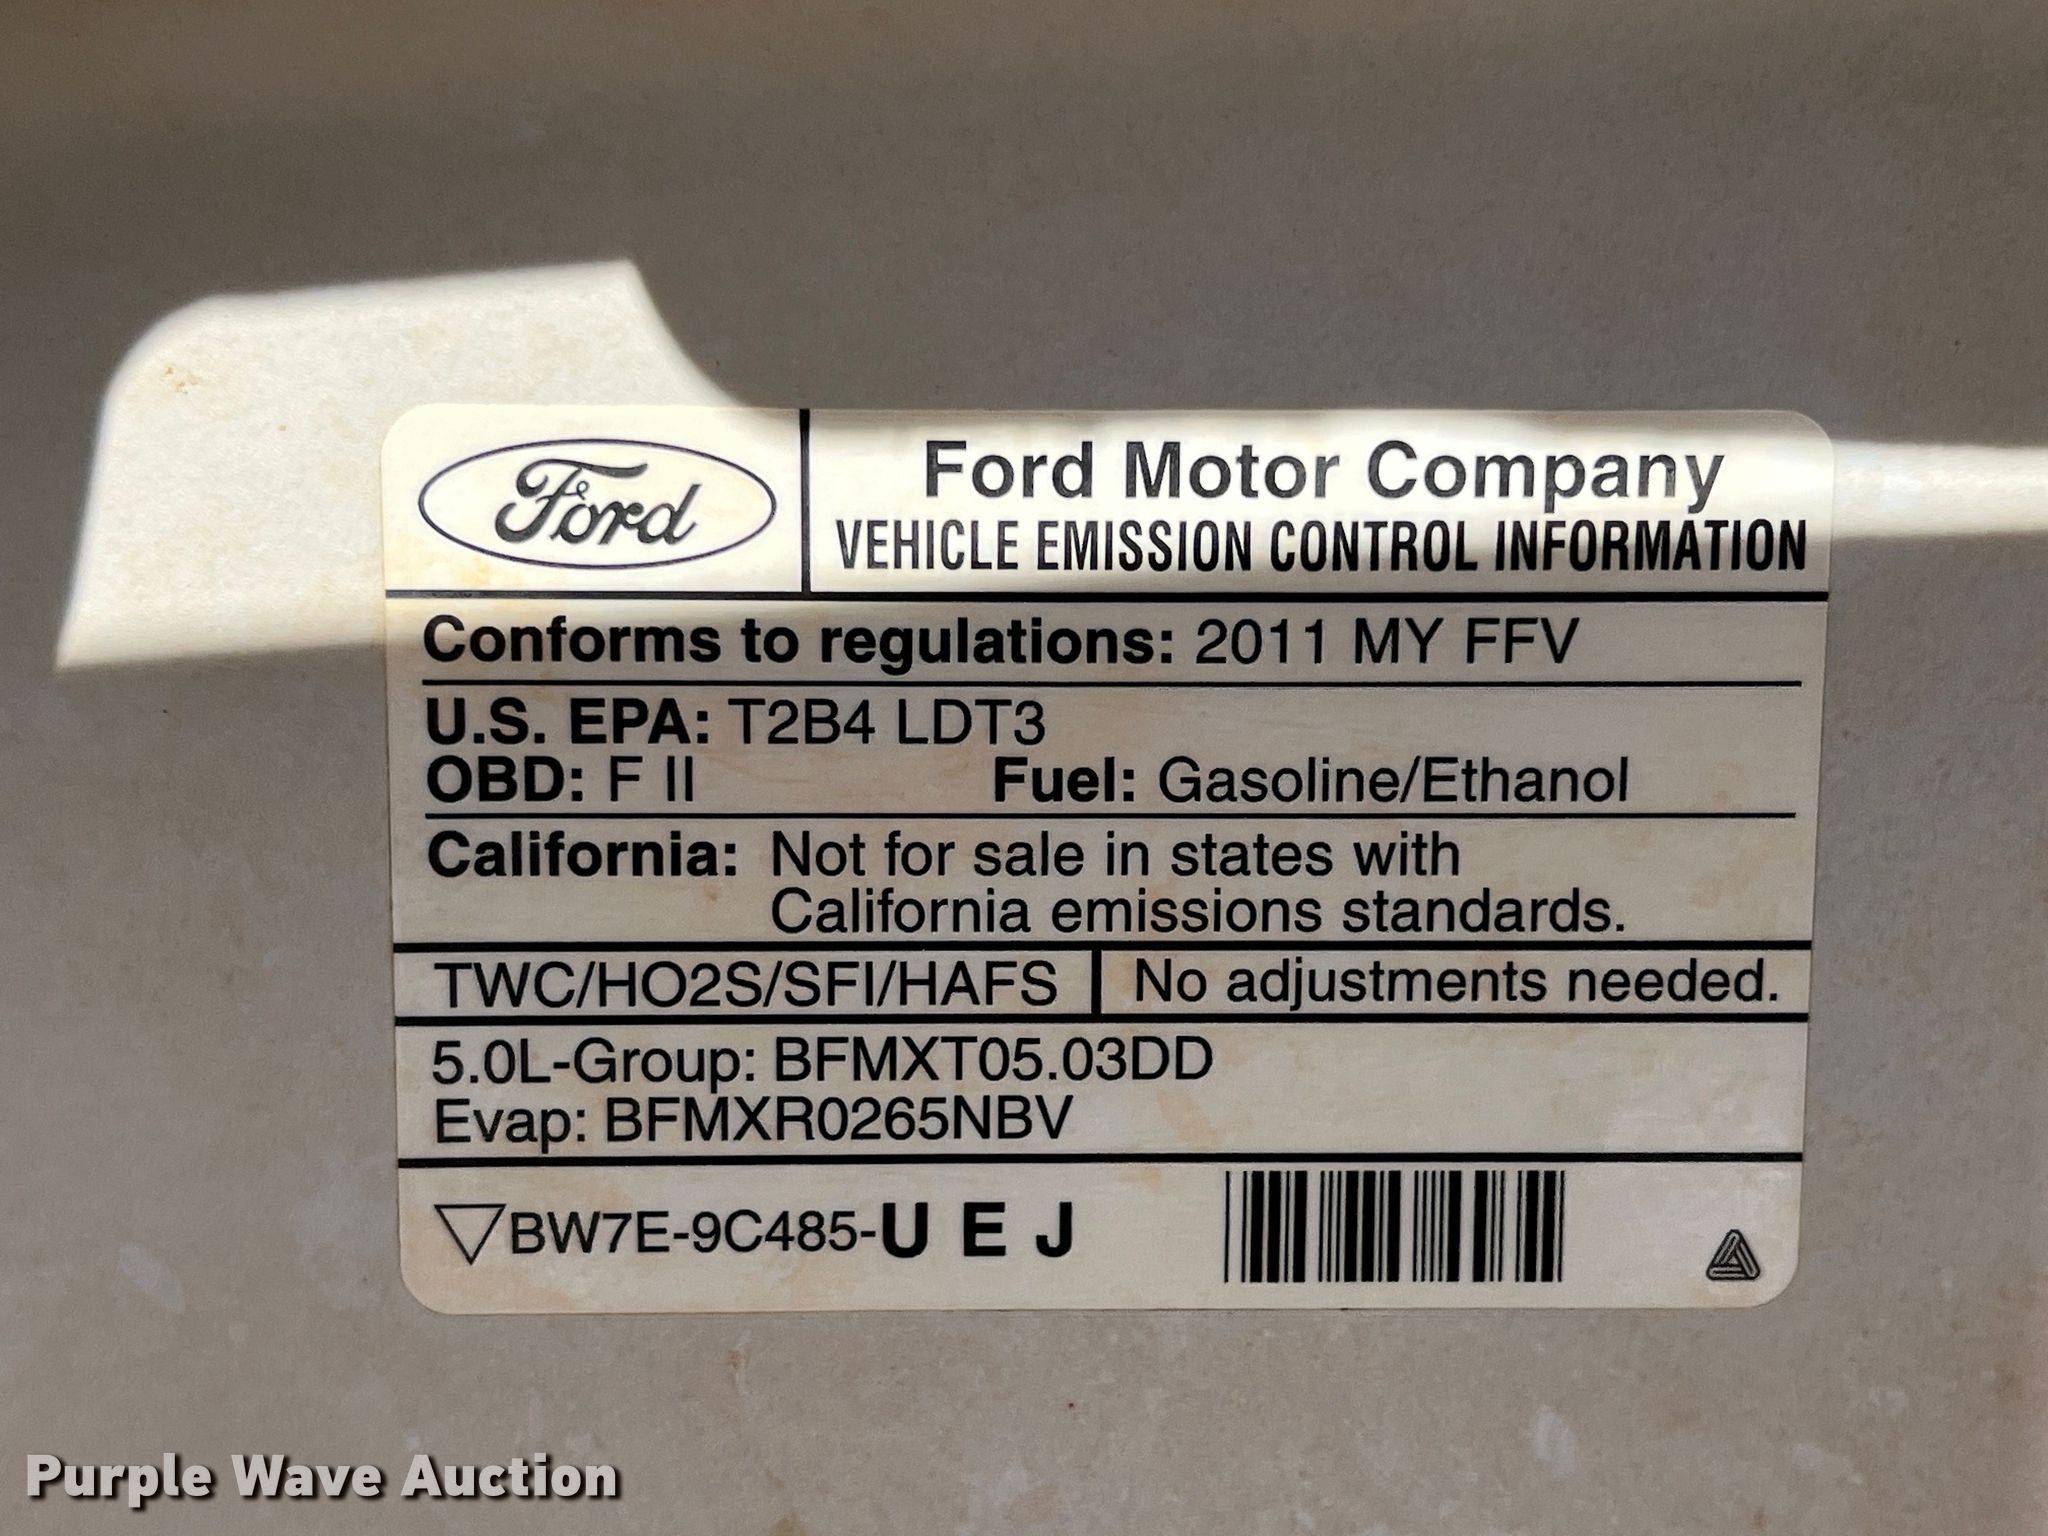 Ford
Ford Motor Company
VEHICLE EMISSION CONTROL INFORMATION
Conforms to regulations: 2011 MY FFV
U.S. EPA: T2B4 LDT3
OBD: F II Fuel: Gasoline/Ethanol
California: Not for sale in states with
California emissions standards.
TWC/HO2S/SFI/HAFS No adjustments needed.
5.0L-Group: BFMXT05.03DD
Evap: BFMXR0265NBV
BW7E-9C485-U E J
Purple Wave Auction